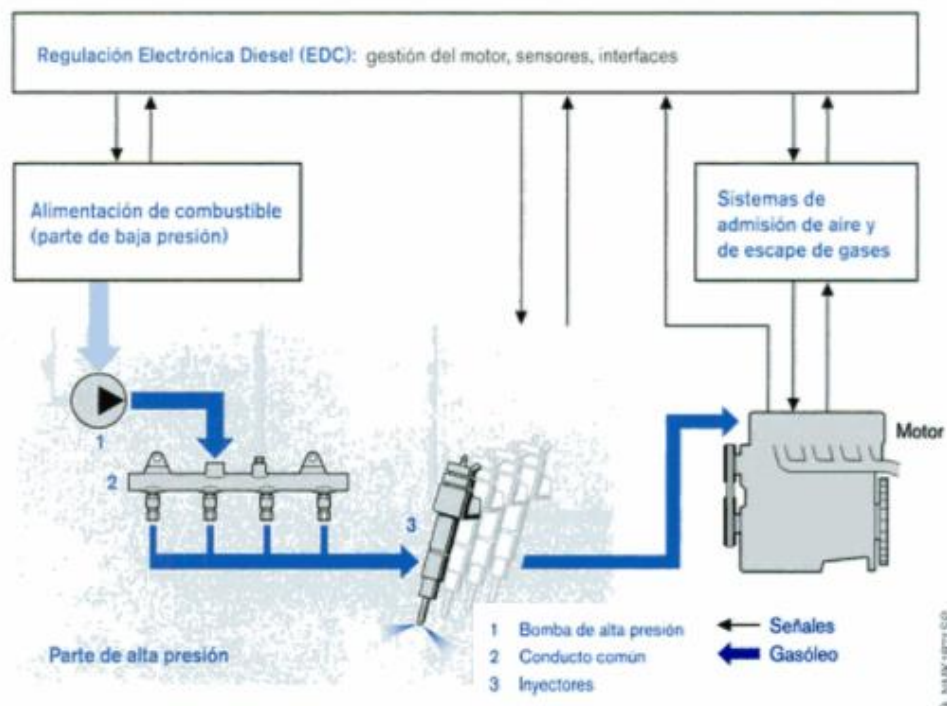 Regulación Electrónica Diesel (EDC): gestión del motor, sensores, interfaces
Alimentación de combustible
(parte de baja presión)
Sistemas de
admisión de aire y
de escape de gases
1
2
3
Motor
Parte de alta presión
1 Bomba de alta presión
2 Conducto común
3 Inyectores
Señales
Gasóleo